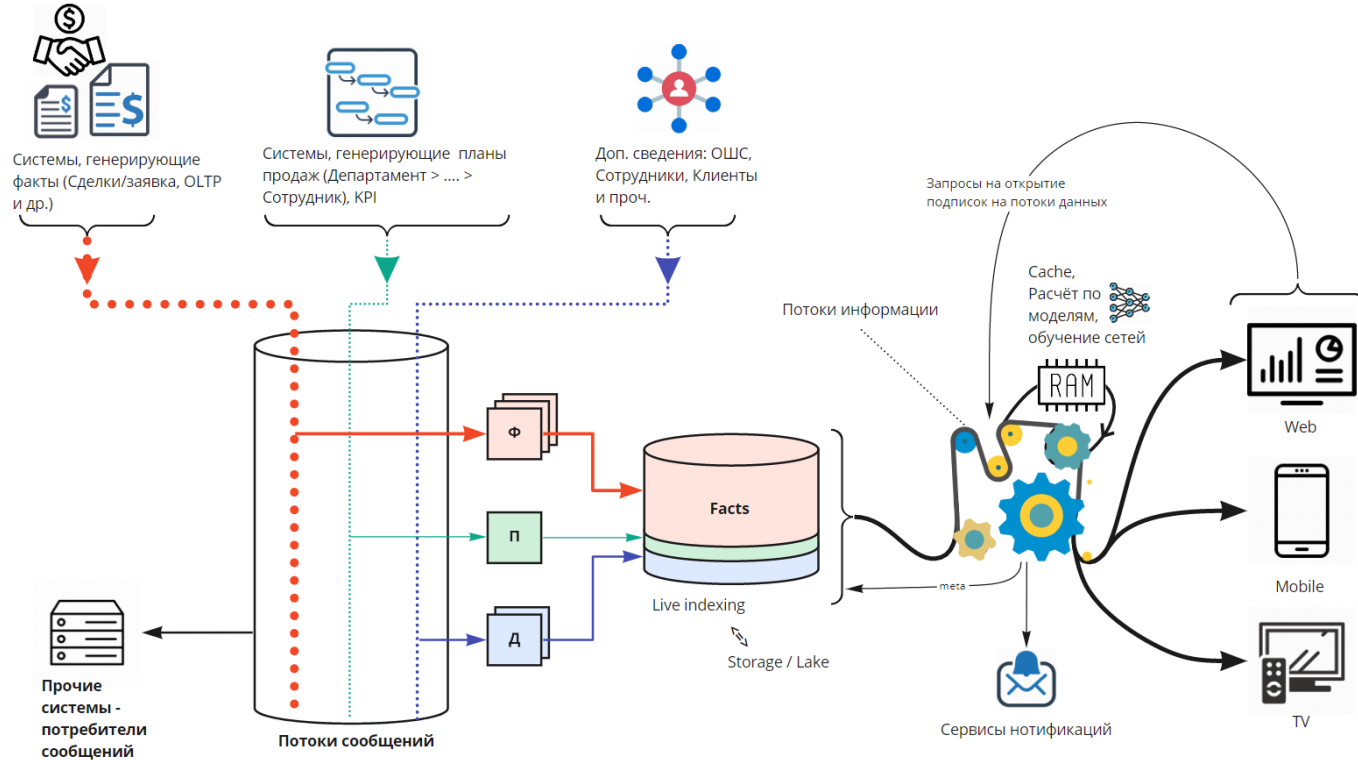 Системы, генерирующие
факты (Сделки/заявка, OLTP
и др.)
Системы, генерирующие планы
продаж (Департамент > .... >
Сотрудник), KPI
Доп. сведения: ОШС,
Сотрудники, Клиенты
и проч.
Запросы на открытие
подписок на потоки данных
Cache,
Расчёт по
моделям,
обучение сетей
Потоки информации
RAM
Web
Ф
Facts
П
Mobile
meta
Live indexing
Д
Storage / Lake
Прочие
системы -
потребители
сообщений
Потоки сообщений
Сервисы нотификаций
TV